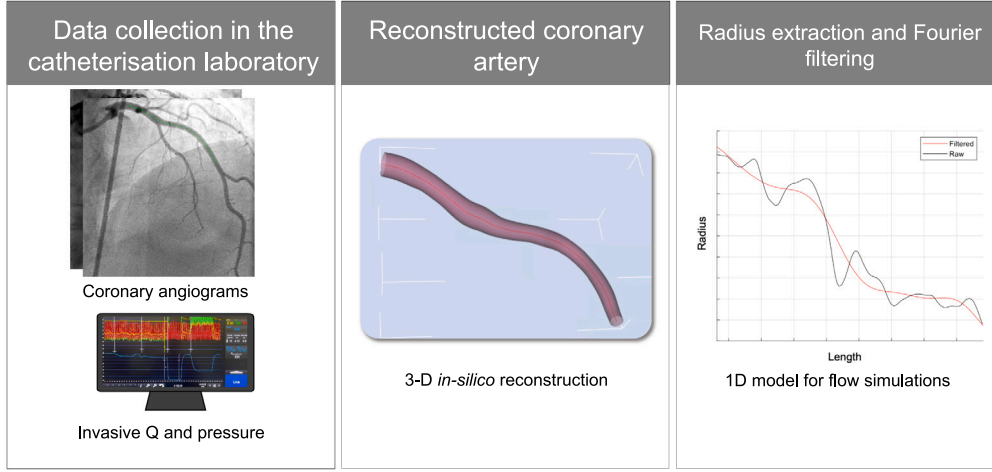 Data collection in the
catheterisation laboratory
Coronary angiograms
Invasive Q and pressure
Reconstructed coronary
artery
3-D in-silico reconstruction
Radius extraction and Fourier
filtering
Filtered
Raw
Radius
Length
1D model for flow simulations